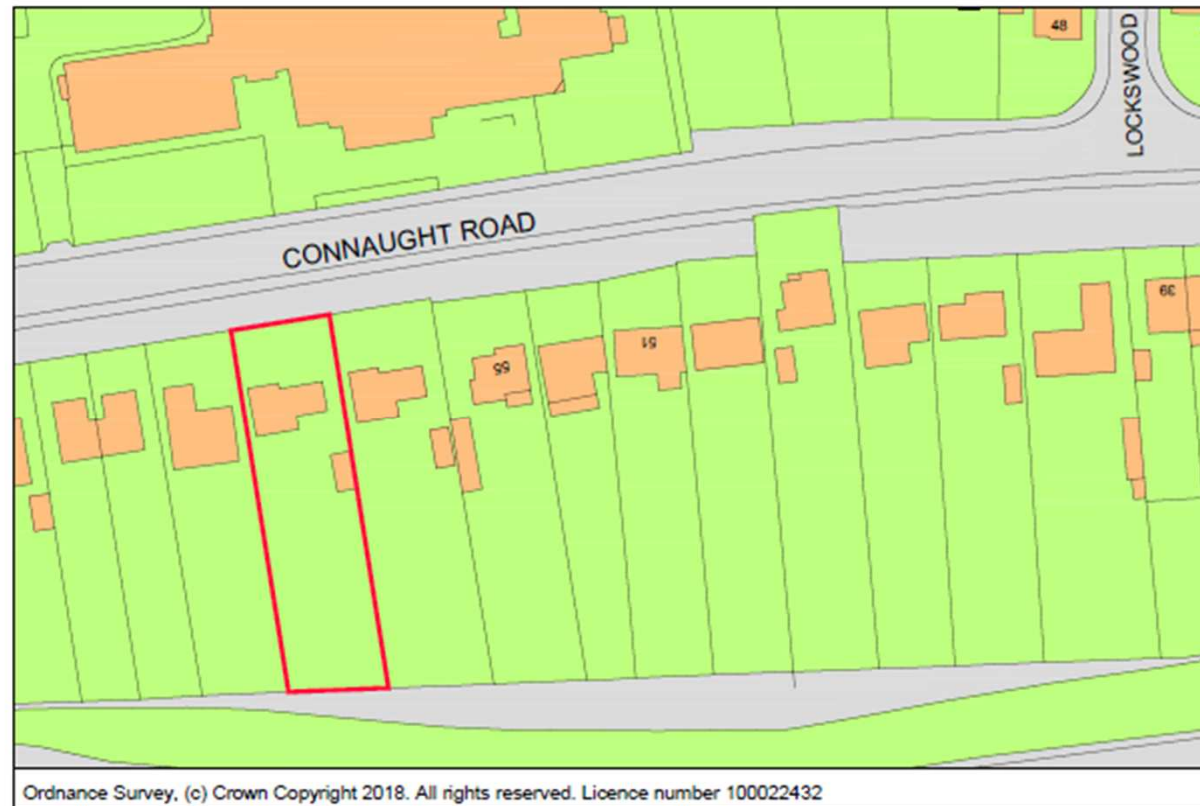 48
LOCKSWOOD
CONNAUGHT ROAD
39
51
55
Ordnance Survey, (c) Crown Copyright 2018. All rights reserved. Licence number 100022432